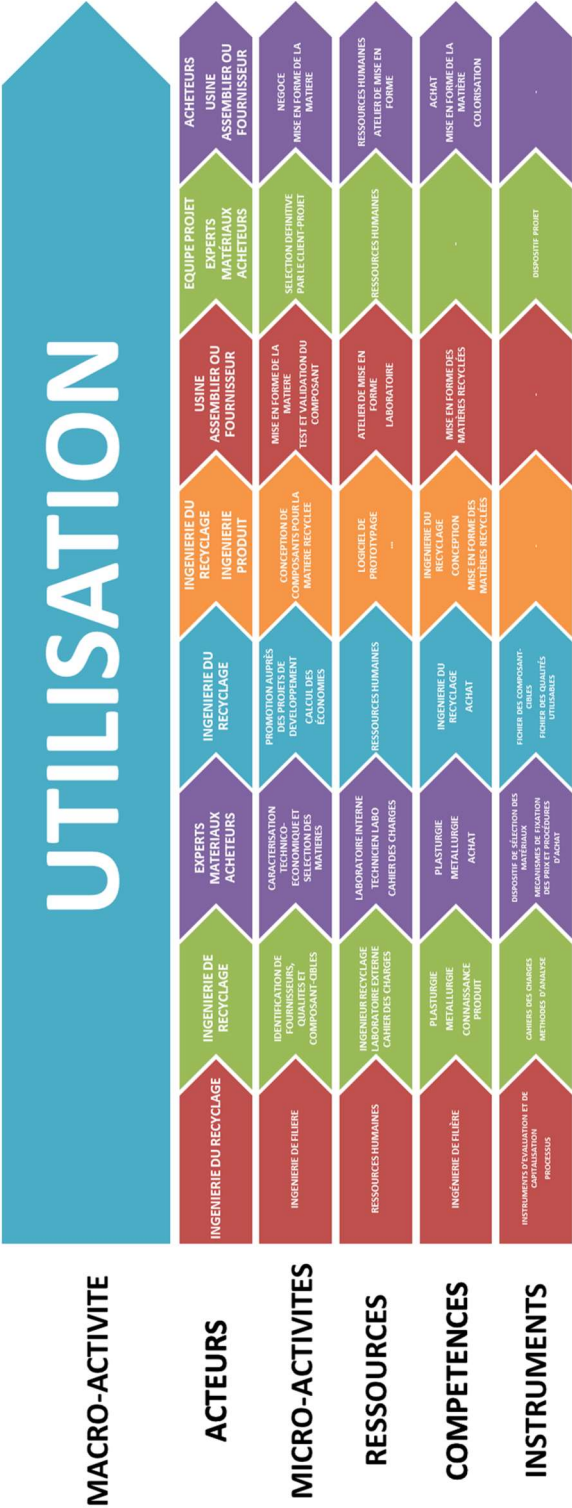 MACRO-ACTIVITE
UTILISATION
ACTEURS
INGENIERIE DU RECYCLAGE
INGENIERIE DE
RECYCLAGE
EXPERTS
MATERIAUX
ACHETEURS
INGENIERIE DU
RECYCLAGE
INGENIERIE DU
RECYCLAGE
INGENIERIE
PRODUIT
USINE
ASSEMBLIER OU
FOURNISSEUR
EQUIPE PROJET
EXPERTS
MATÉRIAUX
ACHETEURS
ACHETEURS
USINE
ASSEMBLIER OU
FOURNISSEUR
MICRO-ACTIVITES
INGENIERIE DE FILIERE
IDENTIFICATION DE
FOURNISSEURS,
QUALITES ET
COMPOSANT-CIBLES
CARACTERISATION
TECHNICO-
ECONOMIQUE ET
SELECTION DES
MATIERES
PROMOTION AUPRÈS
DES PROJETS DE
DEVELOPPEMENT
CALCUL DES
ÉCONOMIES
CONCEPTION DE
COMPOSANTS POUR LA
MATIERE RECYCLEE
MISE EN FORME DE LA
MATIERE
TEST ET VALIDATION DU
COMPOSANT
SELECTION DEFINITIVE
PAR LE CLIENT-PROJET
NEGOCE
MISE EN FORME DE LA
MATIERE
RESSOURCES
RESSOURCES HUMAINES
INGENIEUR RECYCLAGE
LABORATOIRE EXTERNE
CAHIER DES CHARGES
LABORATOIRE INTERNE
TECHNICIEN LABO
CAHIER DES CHARGES
RESSOURCES HUMAINES
LOGICIEL DE
PROTOTYPAGE
...
ATELIER DE MISE EN
FORME
LABORATOIRE
RESSOURCES HUMAINES
RESSOURCES HUMAINES
ATELIER DE MISE EN
FORME
COMPETENCES
INGÉNIERIE DE FILIÈRE
PLASTURGIE
METALLURGIE
CONNAISSANCE
PRODUIT
PLASTURGIE
METALLURGIE
ACHAT
INGENIERIE DU
RECYCLAGE
ACHAT
INGENIERIE DU
RECYCLAGE
CONCEPTION
MISE EN FORME DES
MATIÈRES RECYCLÉES
MISE EN FORME DES
MATIÈRES RECYCLÉES
-
ACHAT
MISE EN FORME DE LA
MATIÈRE
COLORISATION
INSTRUMENTS
INSTRUMENTS D'EVALUATION ET DE
CAPITALISATION
PROCESSUS
CAHIERS DES CHARGES
METHODES D'ANALYSE
DISPOSITIF DE SÉLECTION DES
MATÉRIAUX
MECANISMES DE FIXATION
DES PRIX ET PROCÉDURES
D'ACHAT
FICHIER DES COMPOSANT-
CIBLES
FICHIER DES QUALITÉS
UTILISABLES
-
-
DISPOSITIF PROJET
-